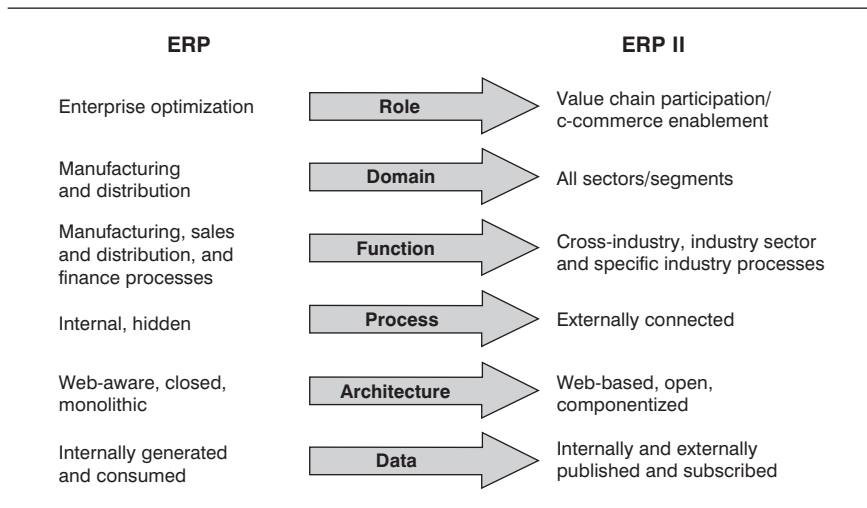 ERP
ERP II
Enterprise optimization
Role
Value chain participation/
c-commerce enablement
Manufacturing
and distribution
Domain
All sectors/segments
Manufacturing, sales
and distribution, and
finance processes
Function
Cross-industry, industry sector
and specific industry processes
Internal, hidden
Process
Externally connected
Web-aware, closed,
monolithic
Architecture
Web-based, open,
componentized
Internally generated
and consumed
Data
Internally and externally
published and subscribed